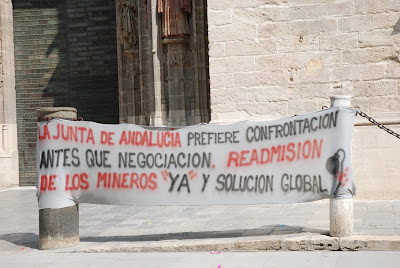 LA JUNTA DE ANDALUCIA PREFIERE CONFRONTACION
ANTES QUE NEGOCIACION, READMISION
DE LOS MINEROS "YA" Y SOLUCION GLOBAL